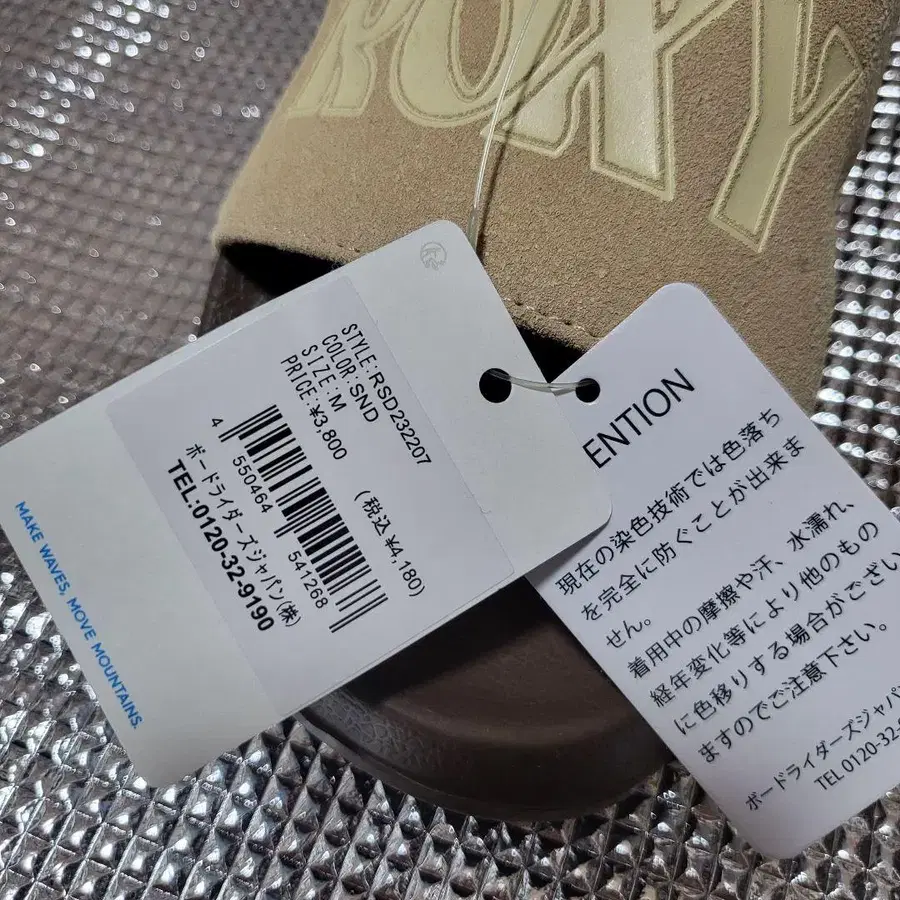 ROXY
STYLE:RSD232207
COLOR:SND
SIZE:M
PRICE:¥3,800
(税込 ¥4,180)
4 550464 541268
ボードライダーズジャパン(株)
TEL:0120-32-9190
MAKE WAVES, MOVE MOUNTAINS.
ENTION
現在の染色技術では色落ち
を完全に防ぐことが出来ま
せん。
着用中の摩擦や汗、水濡れ、
経年変化等により他のもの
に色移りする場合がござい
ますのでご注意下さい。
ボードライダーズジャパン
TEL 0120-32-